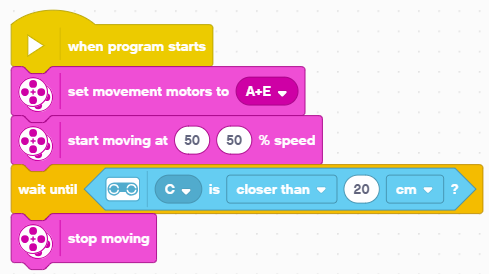 when program starts
set movement motors to A+E
start moving at 50 50 % speed
wait until C is closer than 20 cm ?
stop moving